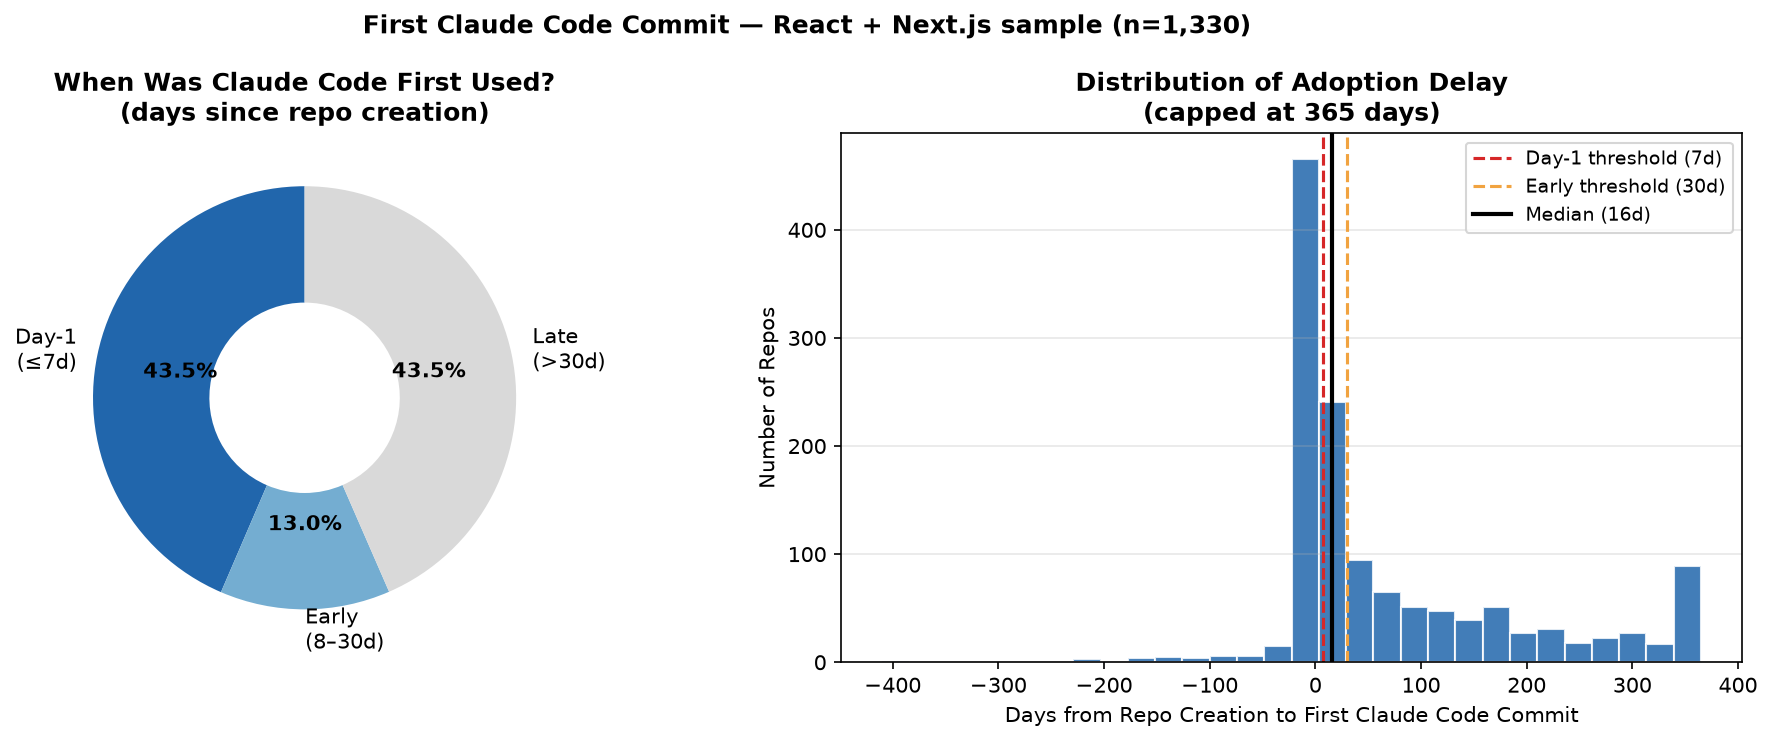 First Claude Code Commit — React + Next.js sample (n=1,330)
When Was Claude Code First Used?
(days since repo creation)
Day-1
(≤7d)
43.5%
43.5%
Late
(>30d)
13.0%
Early
(8–30d)
Distribution of Adoption Delay
(capped at 365 days)
Day-1 threshold (7d)
Early threshold (30d)
Median (16d)
Number of Repos
400
300
200
100
0
−400
−300
−200
−100
0
100
200
300
400
Days from Repo Creation to First Claude Code Commit